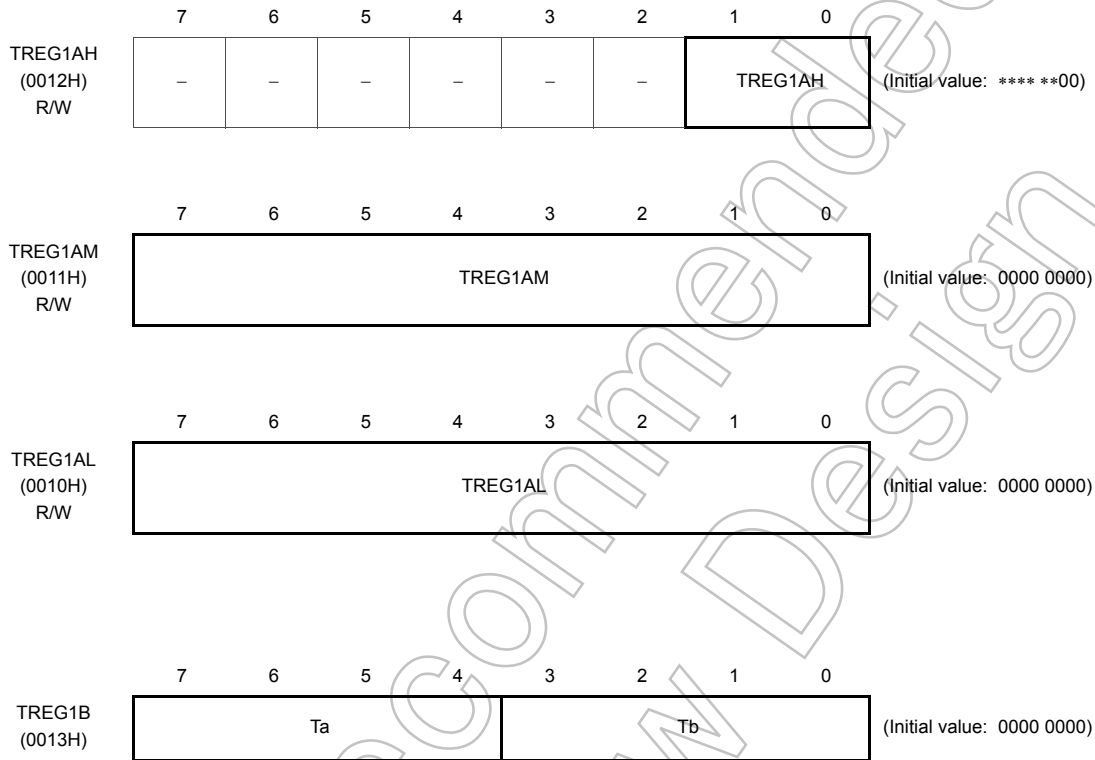 7 6 5 4 3 2 1 0
TREG1AH
(0012H)
R/W
– – – – – – TREG1AH (Initial value: **** **00)
7 6 5 4 3 2 1 0
TREG1AM
(0011H)
R/W
TREG1AM (Initial value: 0000 0000)
7 6 5 4 3 2 1 0
TREG1AL
(0010H)
R/W
TREG1AL (Initial value: 0000 0000)
7 6 5 4 3 2 1 0
TREG1B
(0013H)
Ta Tb (Initial value: 0000 0000)
ecommended
w Design